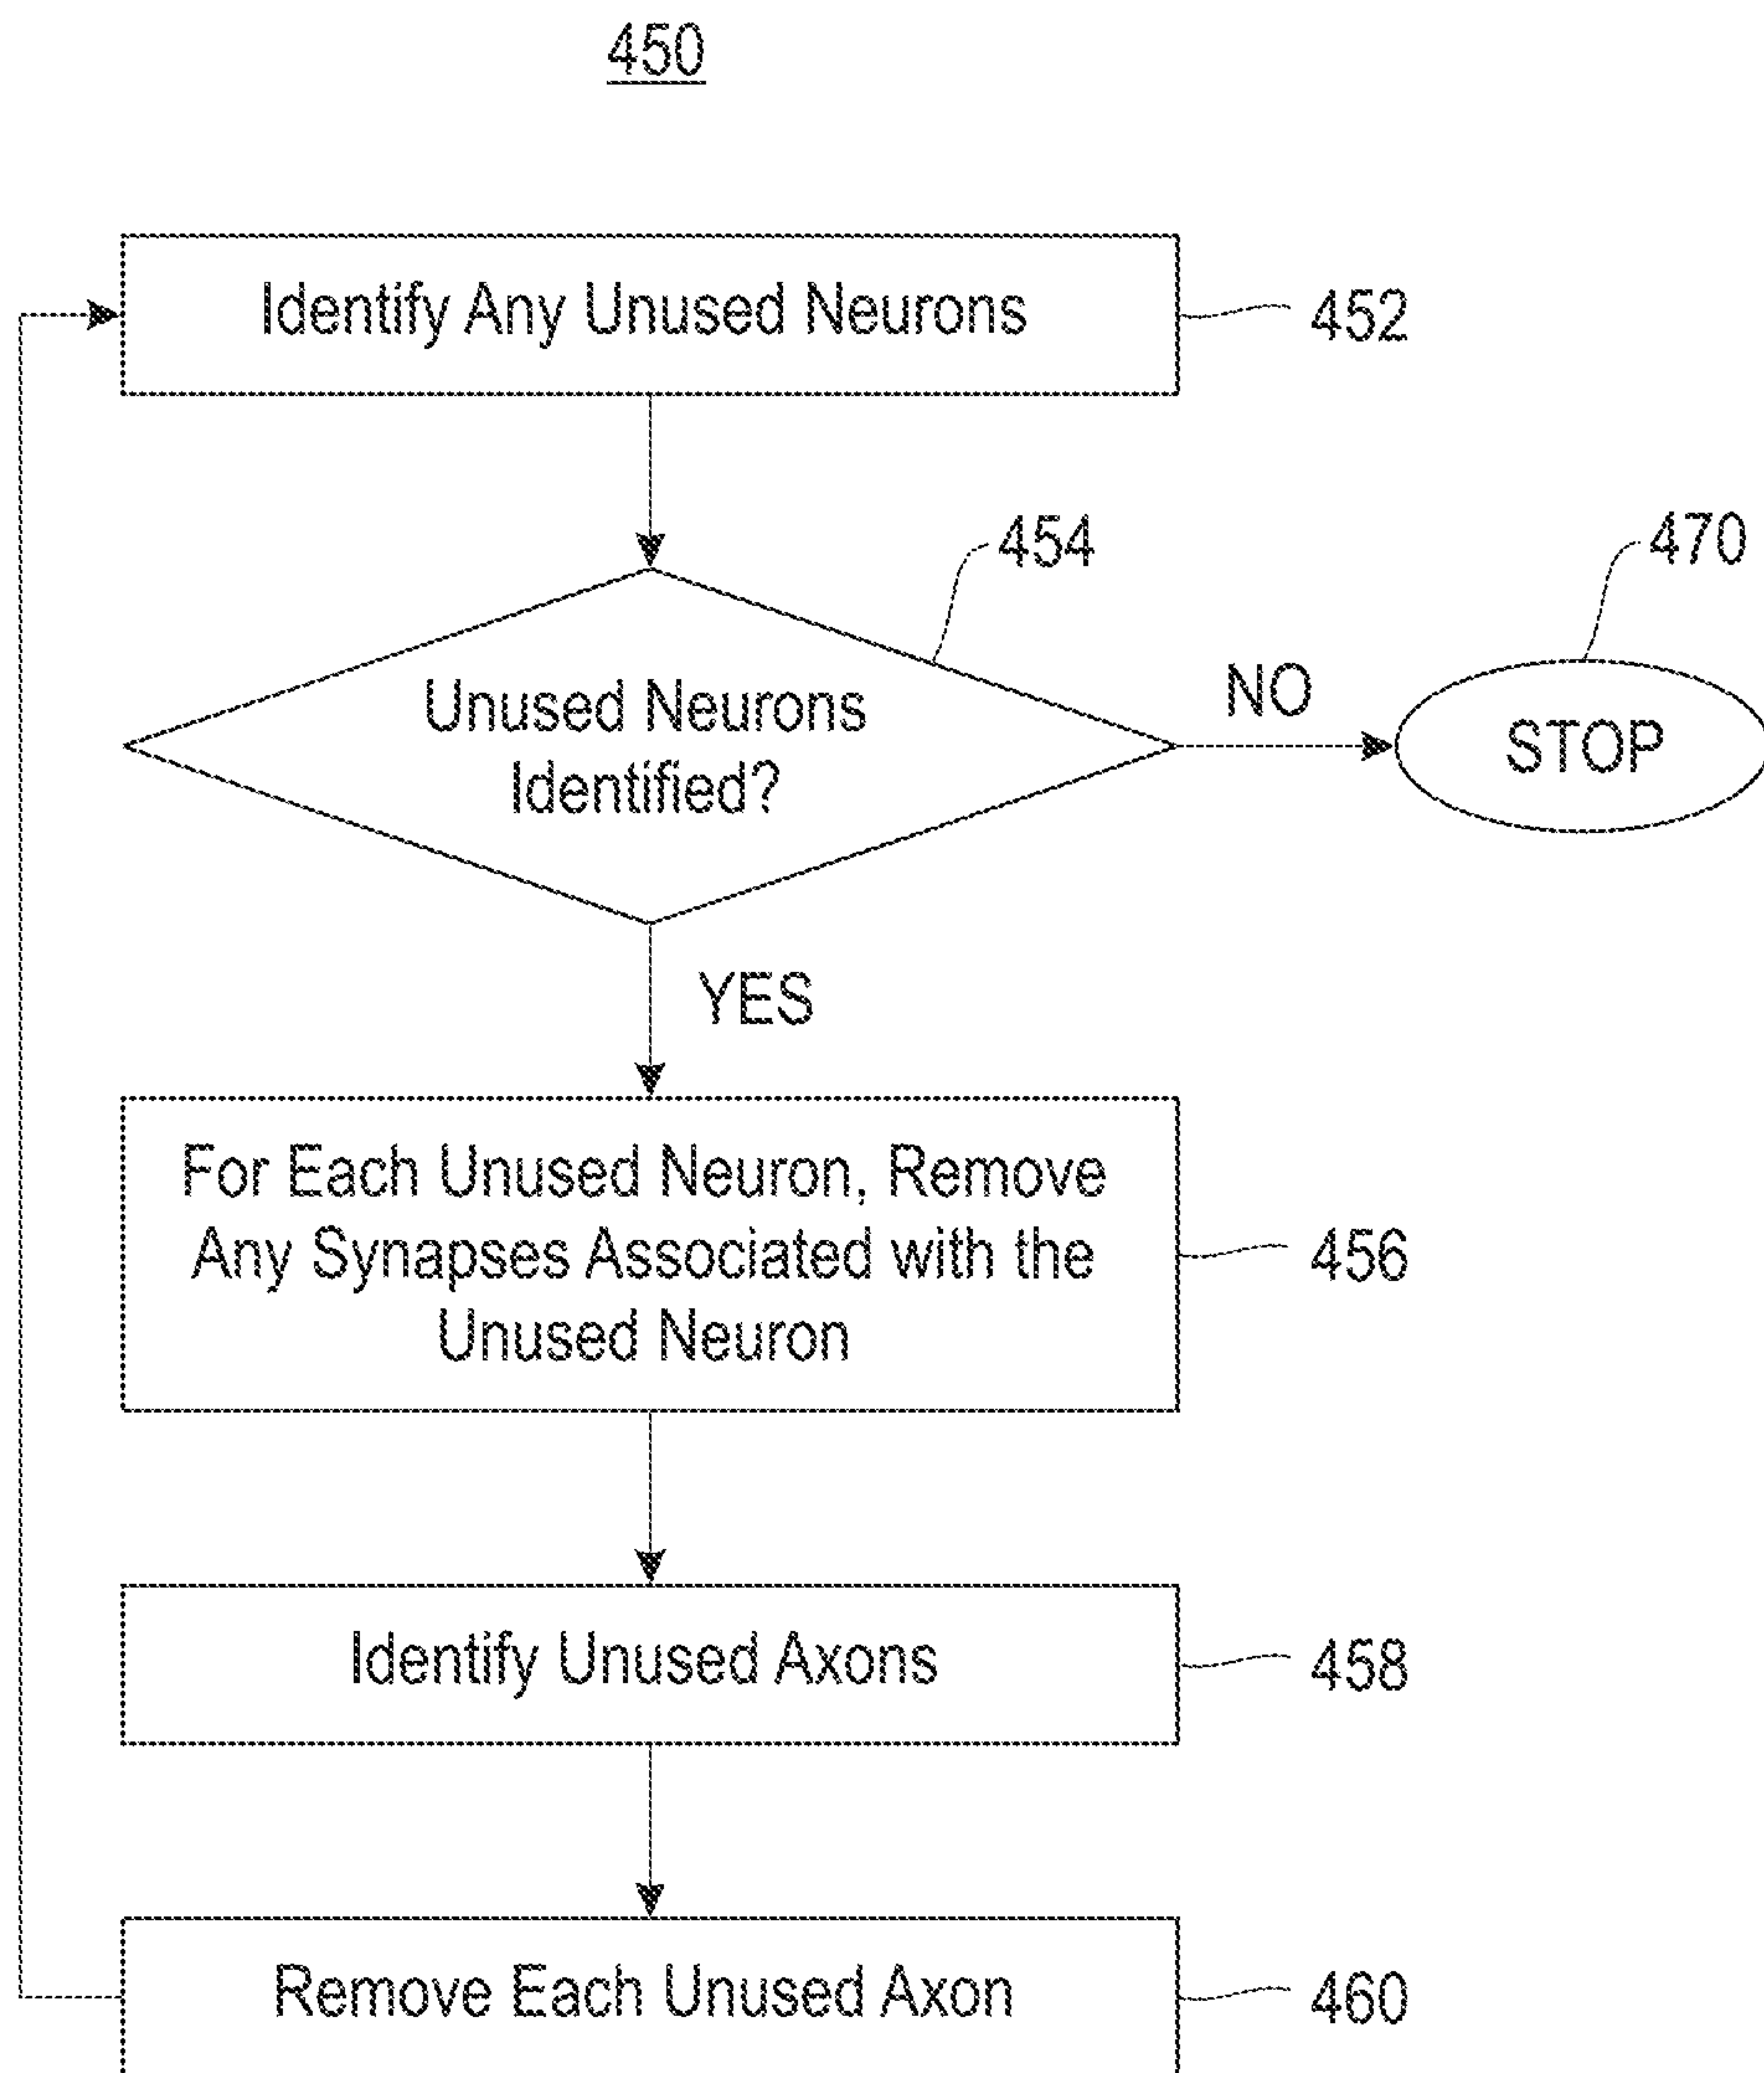 450
Identify Any Unused Neurons
452
454
470
Unused Neurons
Identified?
NO
STOP
YES
For Each Unused Neuron, Remove
Any Synapses Associated with the
Unused Neuron
456
Identify Unused Axons
458
Remove Each Unused Axon
460